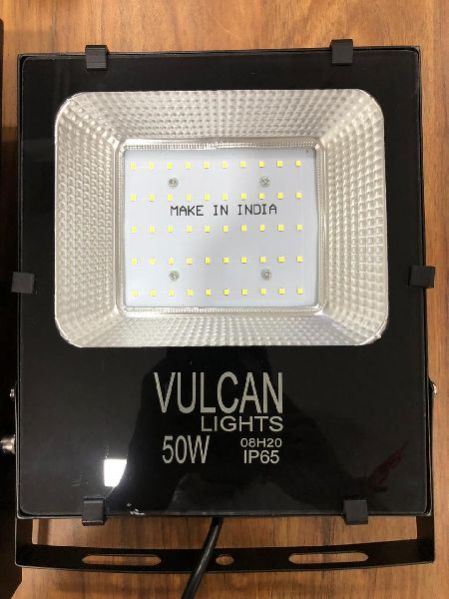 MAKE IN INDIA
VULCAN
LIGHTS
50W 08H20
IP65